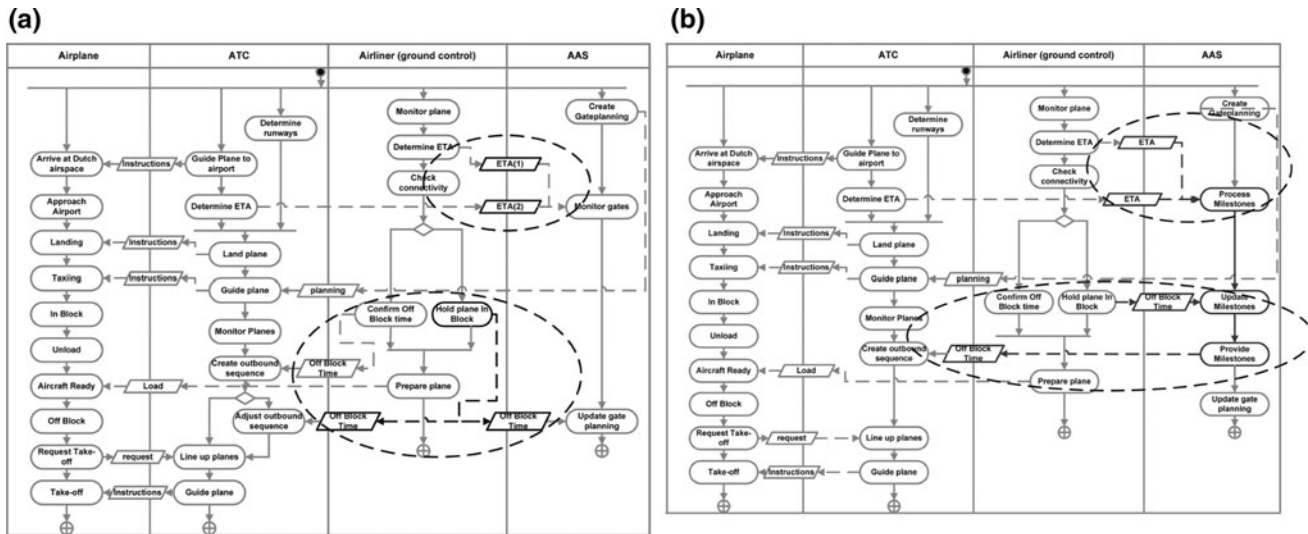 (a)
Airplane
ATC
Airliner (ground control)
AAS
Monitor plane
Create
Gateplanning
Determine
runways
Determine ETA
ETA(1)
Arrive at Dutch
airspace
Instructions
Guide Plane to
airport
Check
connectivity
Approach
Airport
Determine ETA
ETA(2)
Monitor gates
Landing
Instructions
Land plane
Taxiing
Instructions
Guide plane
planning
In Block
Confirm Off
Block time
Hold plane In
Block
Monitor Planes
Unload
Create outbound
sequence
Off Block
Time
Aircraft Ready
Load
Prepare plane
Off Block
Adjust outbound
sequence
Off Block
Time
Off Block
Time
Update gate
planning
Request Take-
off
request
Line up planes
Take-off
Instructions
Guide plane
(b)
Airplane
ATC
Airliner (ground control)
AAS
Monitor plane
Create
Gateplanning
Determine
runways
Determine ETA
ETA
Arrive at Dutch
airspace
Instructions
Guide Plane to
airport
Check
connectivity
Approach
Airport
Determine ETA
ETA
Process
Milestones
Landing
Instructions
Land plane
Taxiing
Instructions
Guide plane
planning
In Block
Confirm Off
Block time
Hold plane In
Block
Off Block
Time
Update
Milestones
Monitor Planes
Unload
Create outbound
sequence
Off Block
Time
Provide
Milestones
Aircraft Ready
Load
Prepare plane
Off Block
Update gate
planning
Request Take-
off
request
Line up planes
Take-off
Instructions
Guide plane